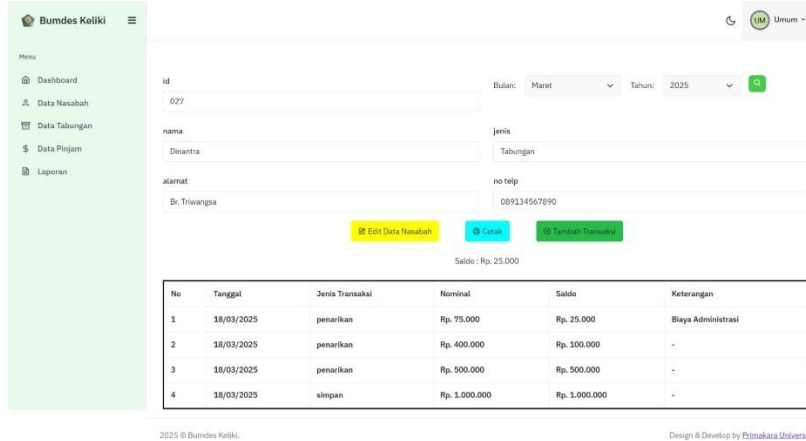 Bumdes Keliki
UM Umum
Menu
Dashboard
Data Nasabah
Data Tabungan
Data Pinjam
Laporan
id
Bulan: Maret Tahun: 2025
027
nama jenis
Dinantra Tabungan
alamat no telp
Br. Triwangsa 089134567890
Edit Data Nasabah Cetak Tambah Transaksi
Saldo : Rp. 25.000
No Tanggal Jenis Transaksi Nominal Saldo Keterangan
1 18/03/2025 penarikan Rp. 75.000 Rp. 25.000 Biaya Administrasi
2 18/03/2025 penarikan Rp. 400.000 Rp. 100.000 -
3 18/03/2025 penarikan Rp. 500.000 Rp. 500.000 -
4 18/03/2025 simpan Rp. 1.000.000 Rp. 1.000.000 -
2025 © Bumdes Keliki. Design & Develop by Primakara Univers